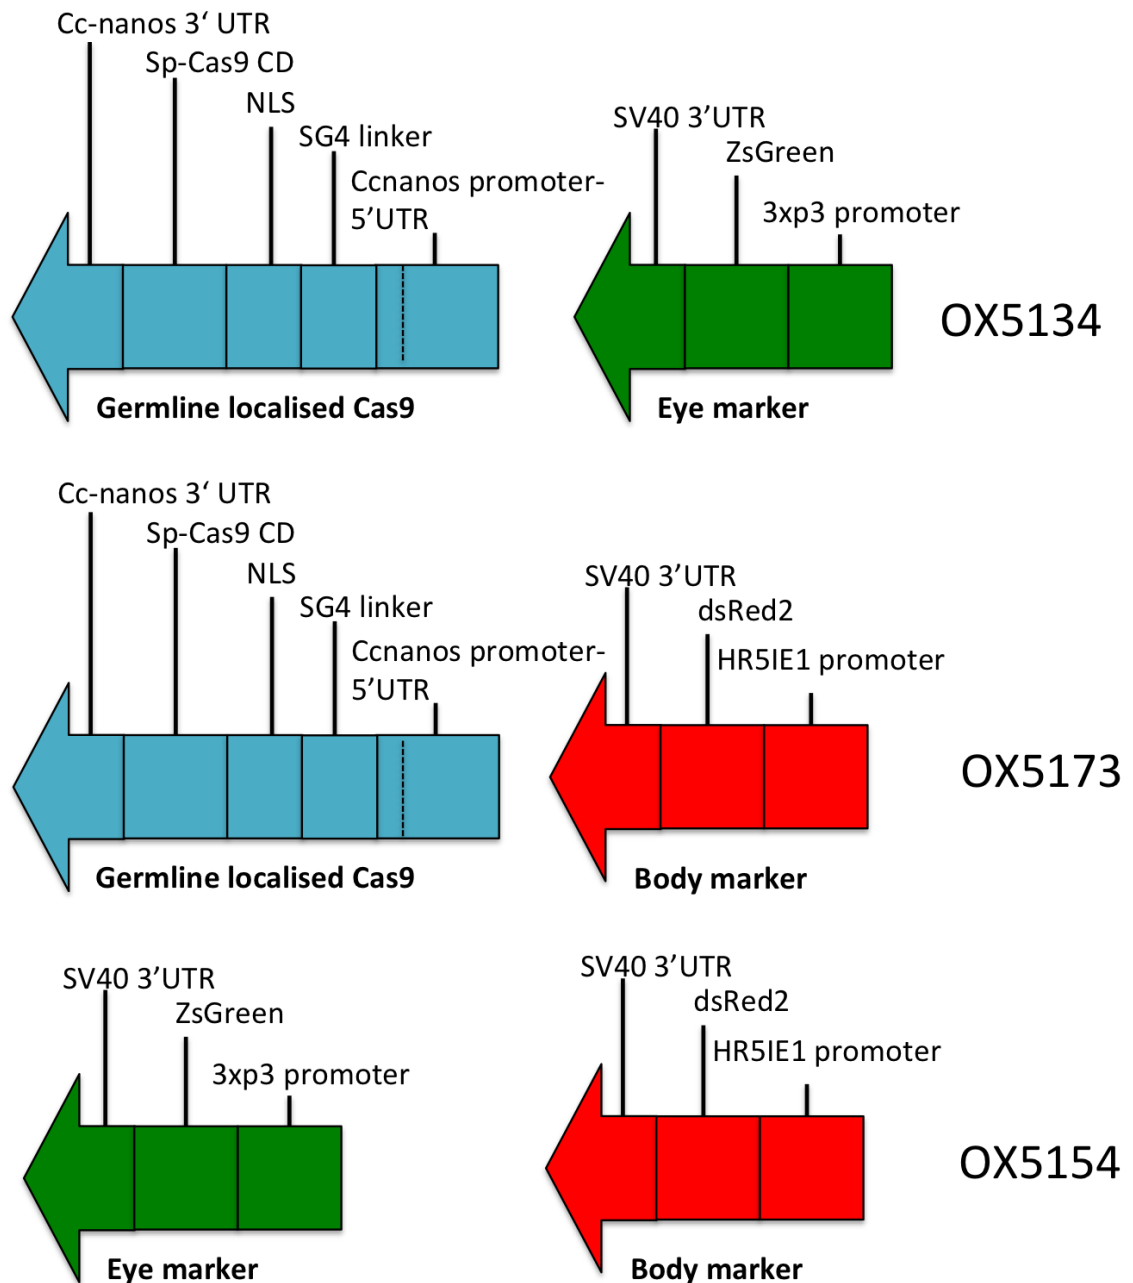 Cc-nanos 3‘ UTR
Sp-Cas9 CD
NLS
SG4 linker
Ccnanos promoter-
5’UTR
SV40 3’UTR
ZsGreen
3xp3 promoter
OX5134
Germline localised Cas9
Eye marker
Cc-nanos 3‘ UTR
Sp-Cas9 CD
NLS
SG4 linker
Ccnanos promoter-
5’UTR
SV40 3’UTR
dsRed2
HR5IE1 promoter
OX5173
Germline localised Cas9
Body marker
SV40 3’UTR
ZsGreen
3xp3 promoter
SV40 3’UTR
dsRed2
HR5IE1 promoter
OX5154
Eye marker
Body marker